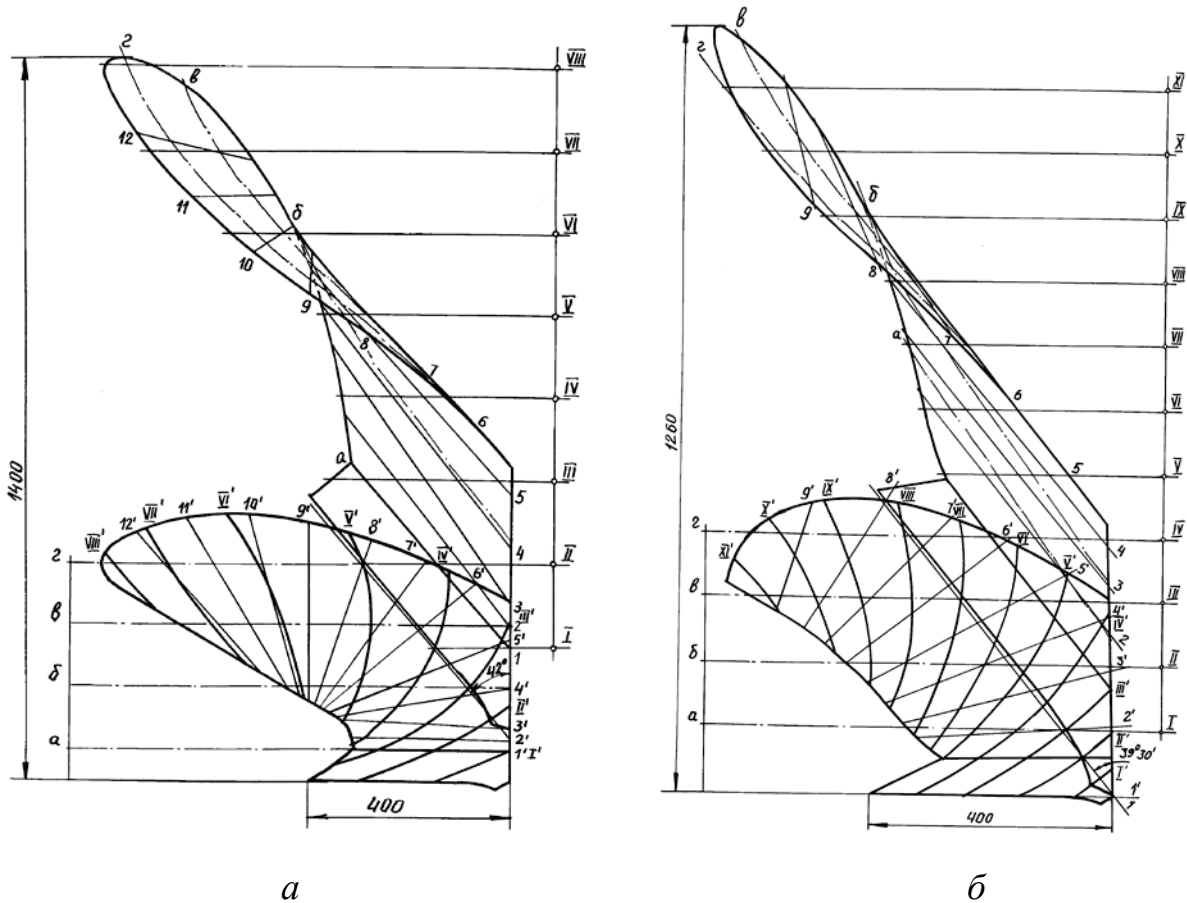 г
в
VIII
12
VII
11
б
VI
10
9
V
8
7
IV
6
a
III
5
1400
4
VIII'
12'
VII'
11'
VI'
10'
9'
V'
8'
7'
IV'
6'
г
II
3
III'
в
2
5'
I
1
42°
б
4'
II'
3'
2'
а
1' I'
400
а
в
г
XI
X
9
б
IX
8
VIII
а
7
VII
6
VI
1260
5
V
8'
VIII
9'
IX'
X'
7'
VII
6'
VI
г
IV
4
XI'
V'
5'
3
в
III
4'
IV'
2
б
3'
II
III'
а
2'
I
II'
39°30'
I'
1'
400
б